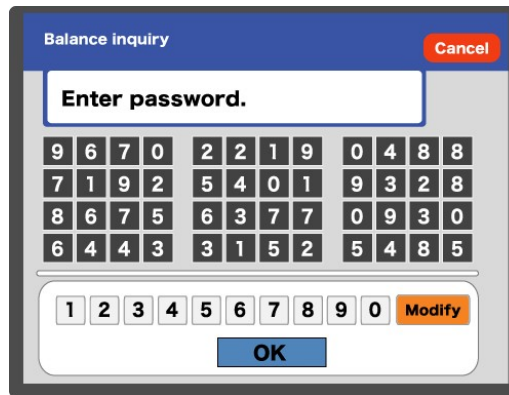 Balance inquiry
Cancel
Enter password.
9 6 7 0 2 2 1 9 0 4 8 8
7 1 9 2 5 4 0 1 9 3 2 8
8 6 7 5 6 3 7 7 0 9 3 0
6 4 4 3 3 1 5 2 5 4 8 5
1 2 3 4 5 6 7 8 9 0 Modify
OK